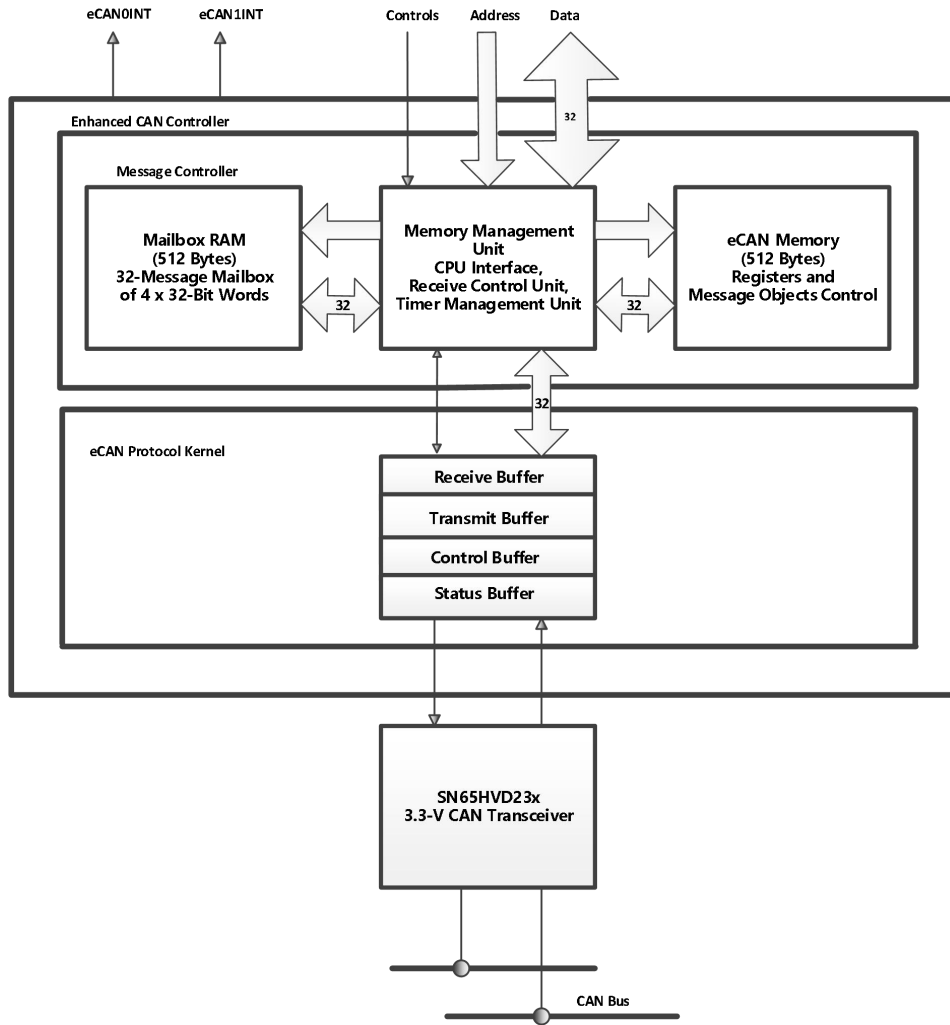 eCAN0INT
eCAN1INT
Controls
Address
Data
32
Enhanced CAN Controller
Message Controller
Mailbox RAM
(512 Bytes)
32-Message Mailbox
of 4 x 32-Bit Words
32
Memory Management
Unit
CPU Interface,
Receive Control Unit,
Timer Management Unit
32
eCAN Memory
(512 Bytes)
Registers and
Message Objects Control
32
eCAN Protocol Kernel
Receive Buffer
Transmit Buffer
Control Buffer
Status Buffer
SN65HVD23x
3.3-V CAN Transceiver
CAN Bus